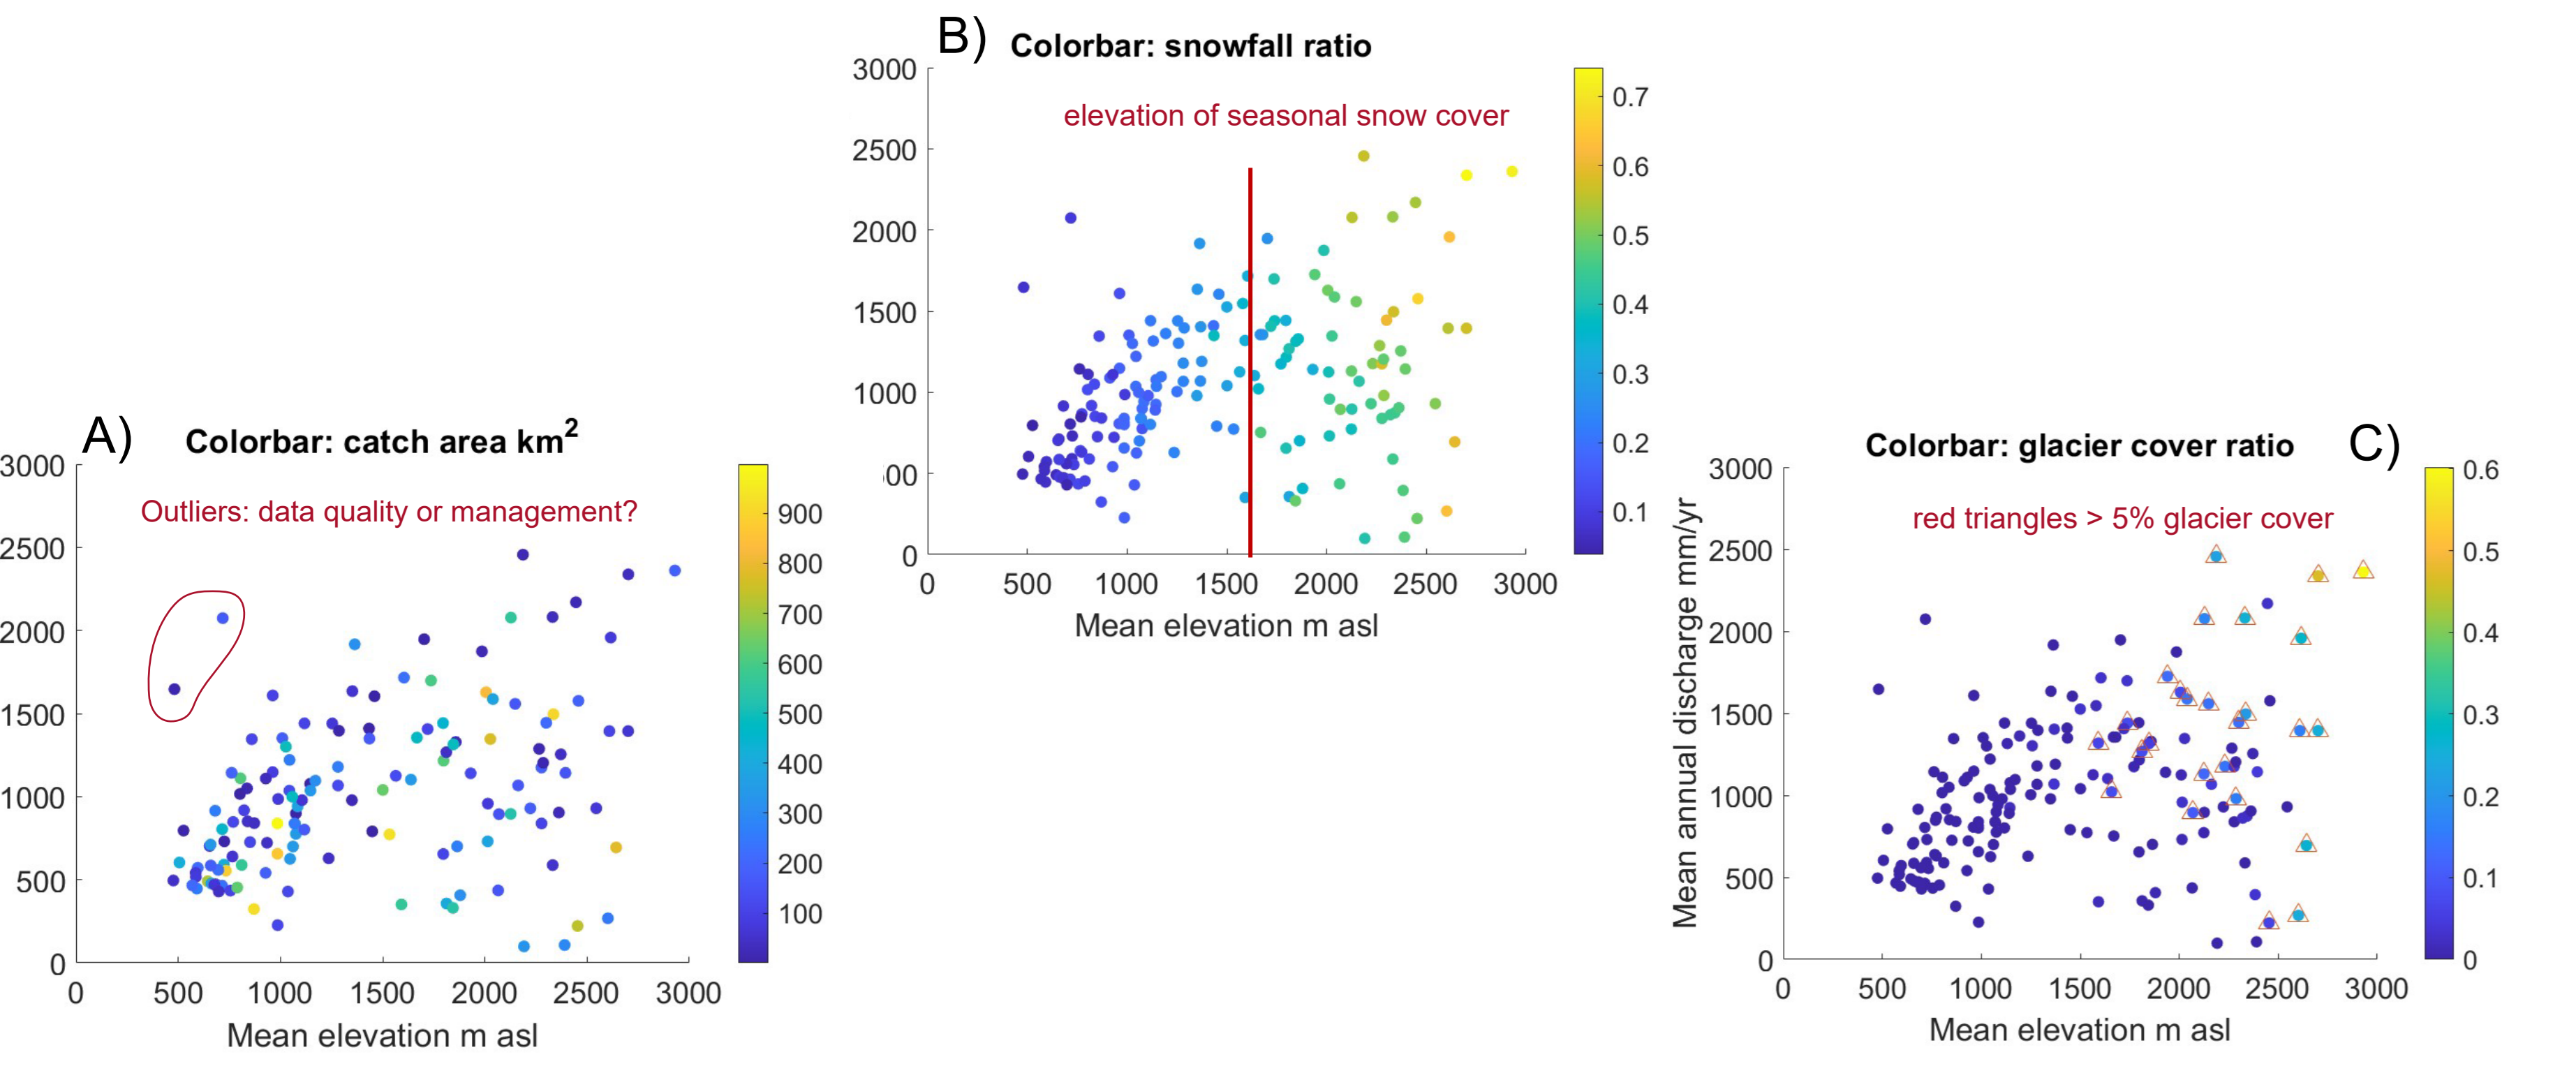 A)
Colorbar: catch area km²
Outliers: data quality or management?
3000
2500
2000
1500
1000
500
0
0 500 1000 1500 2000 2500 3000
Mean elevation m asl
900
800
700
600
500
400
300
200
100
B)
Colorbar: snowfall ratio
elevation of seasonal snow cover
3000
2500
2000
1500
1000
00
0
0 500 1000 1500 2000 2500 3000
Mean elevation m asl
0.7
0.6
0.5
0.4
0.3
0.2
0.1
Colorbar: glacier cover ratio
C)
red triangles > 5% glacier cover
Mean annual discharge mm/yr
3000
2500
2000
1500
1000
500
0
0 500 1000 1500 2000 2500 3000
Mean elevation m asl
0.6
0.5
0.4
0.3
0.2
0.1
0